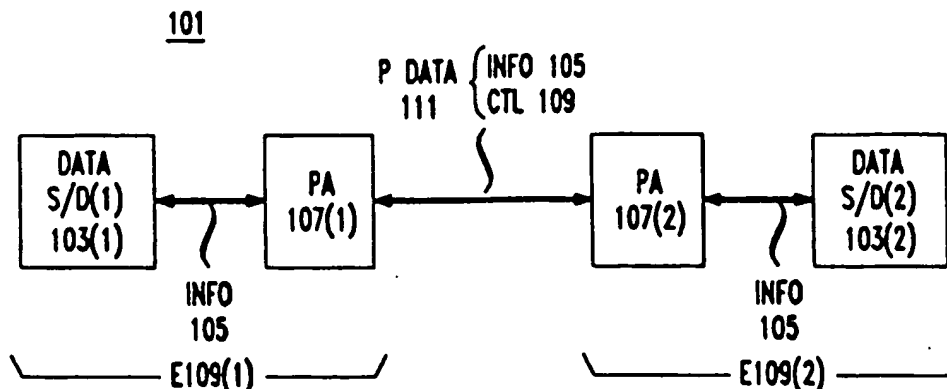 101
P DATA
111
INFO 105
CTL 109
DATA
S/D(1)
103(1)
PA
107(1)
PA
107(2)
DATA
S/D(2)
103(2)
INFO
105
INFO
105
E109(1)
E109(2)